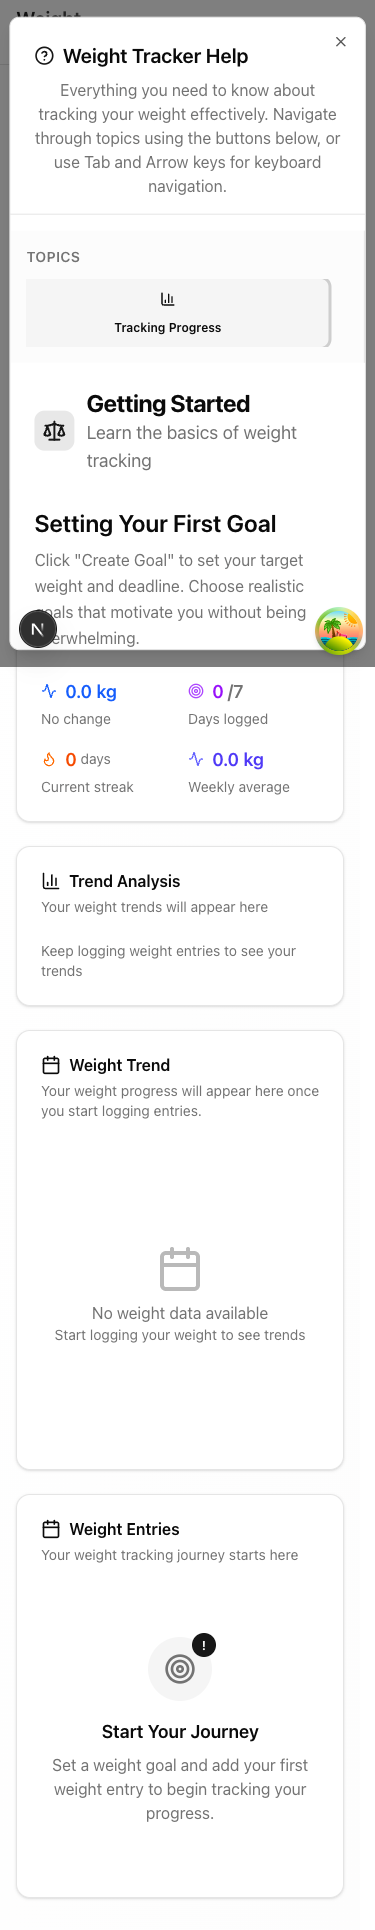 Weight
Weight Tracker Help
Everything you need to know about
tracking your weight effectively. Navigate
through topics using the buttons below, or
use Tab and Arrow keys for keyboard
navigation.
TOPICS
Tracking Progress
Getting Started
Learn the basics of weight
tracking
Setting Your First Goal
Click "Create Goal" to set your target
weight and deadline. Choose realistic
goals that motivate you without being
overwhelming.
N
0.0 kg
No change
0 /7
Days logged
0 days
Current streak
0.0 kg
Weekly average
Trend Analysis
Your weight trends will appear here
Keep logging weight entries to see your
trends
Weight Trend
Your weight progress will appear here once
you start logging entries.
No weight data available
Start logging your weight to see trends
Weight Entries
Your weight tracking journey starts here
!
Start Your Journey
Set a weight goal and add your first
weight entry to begin tracking your
progress.